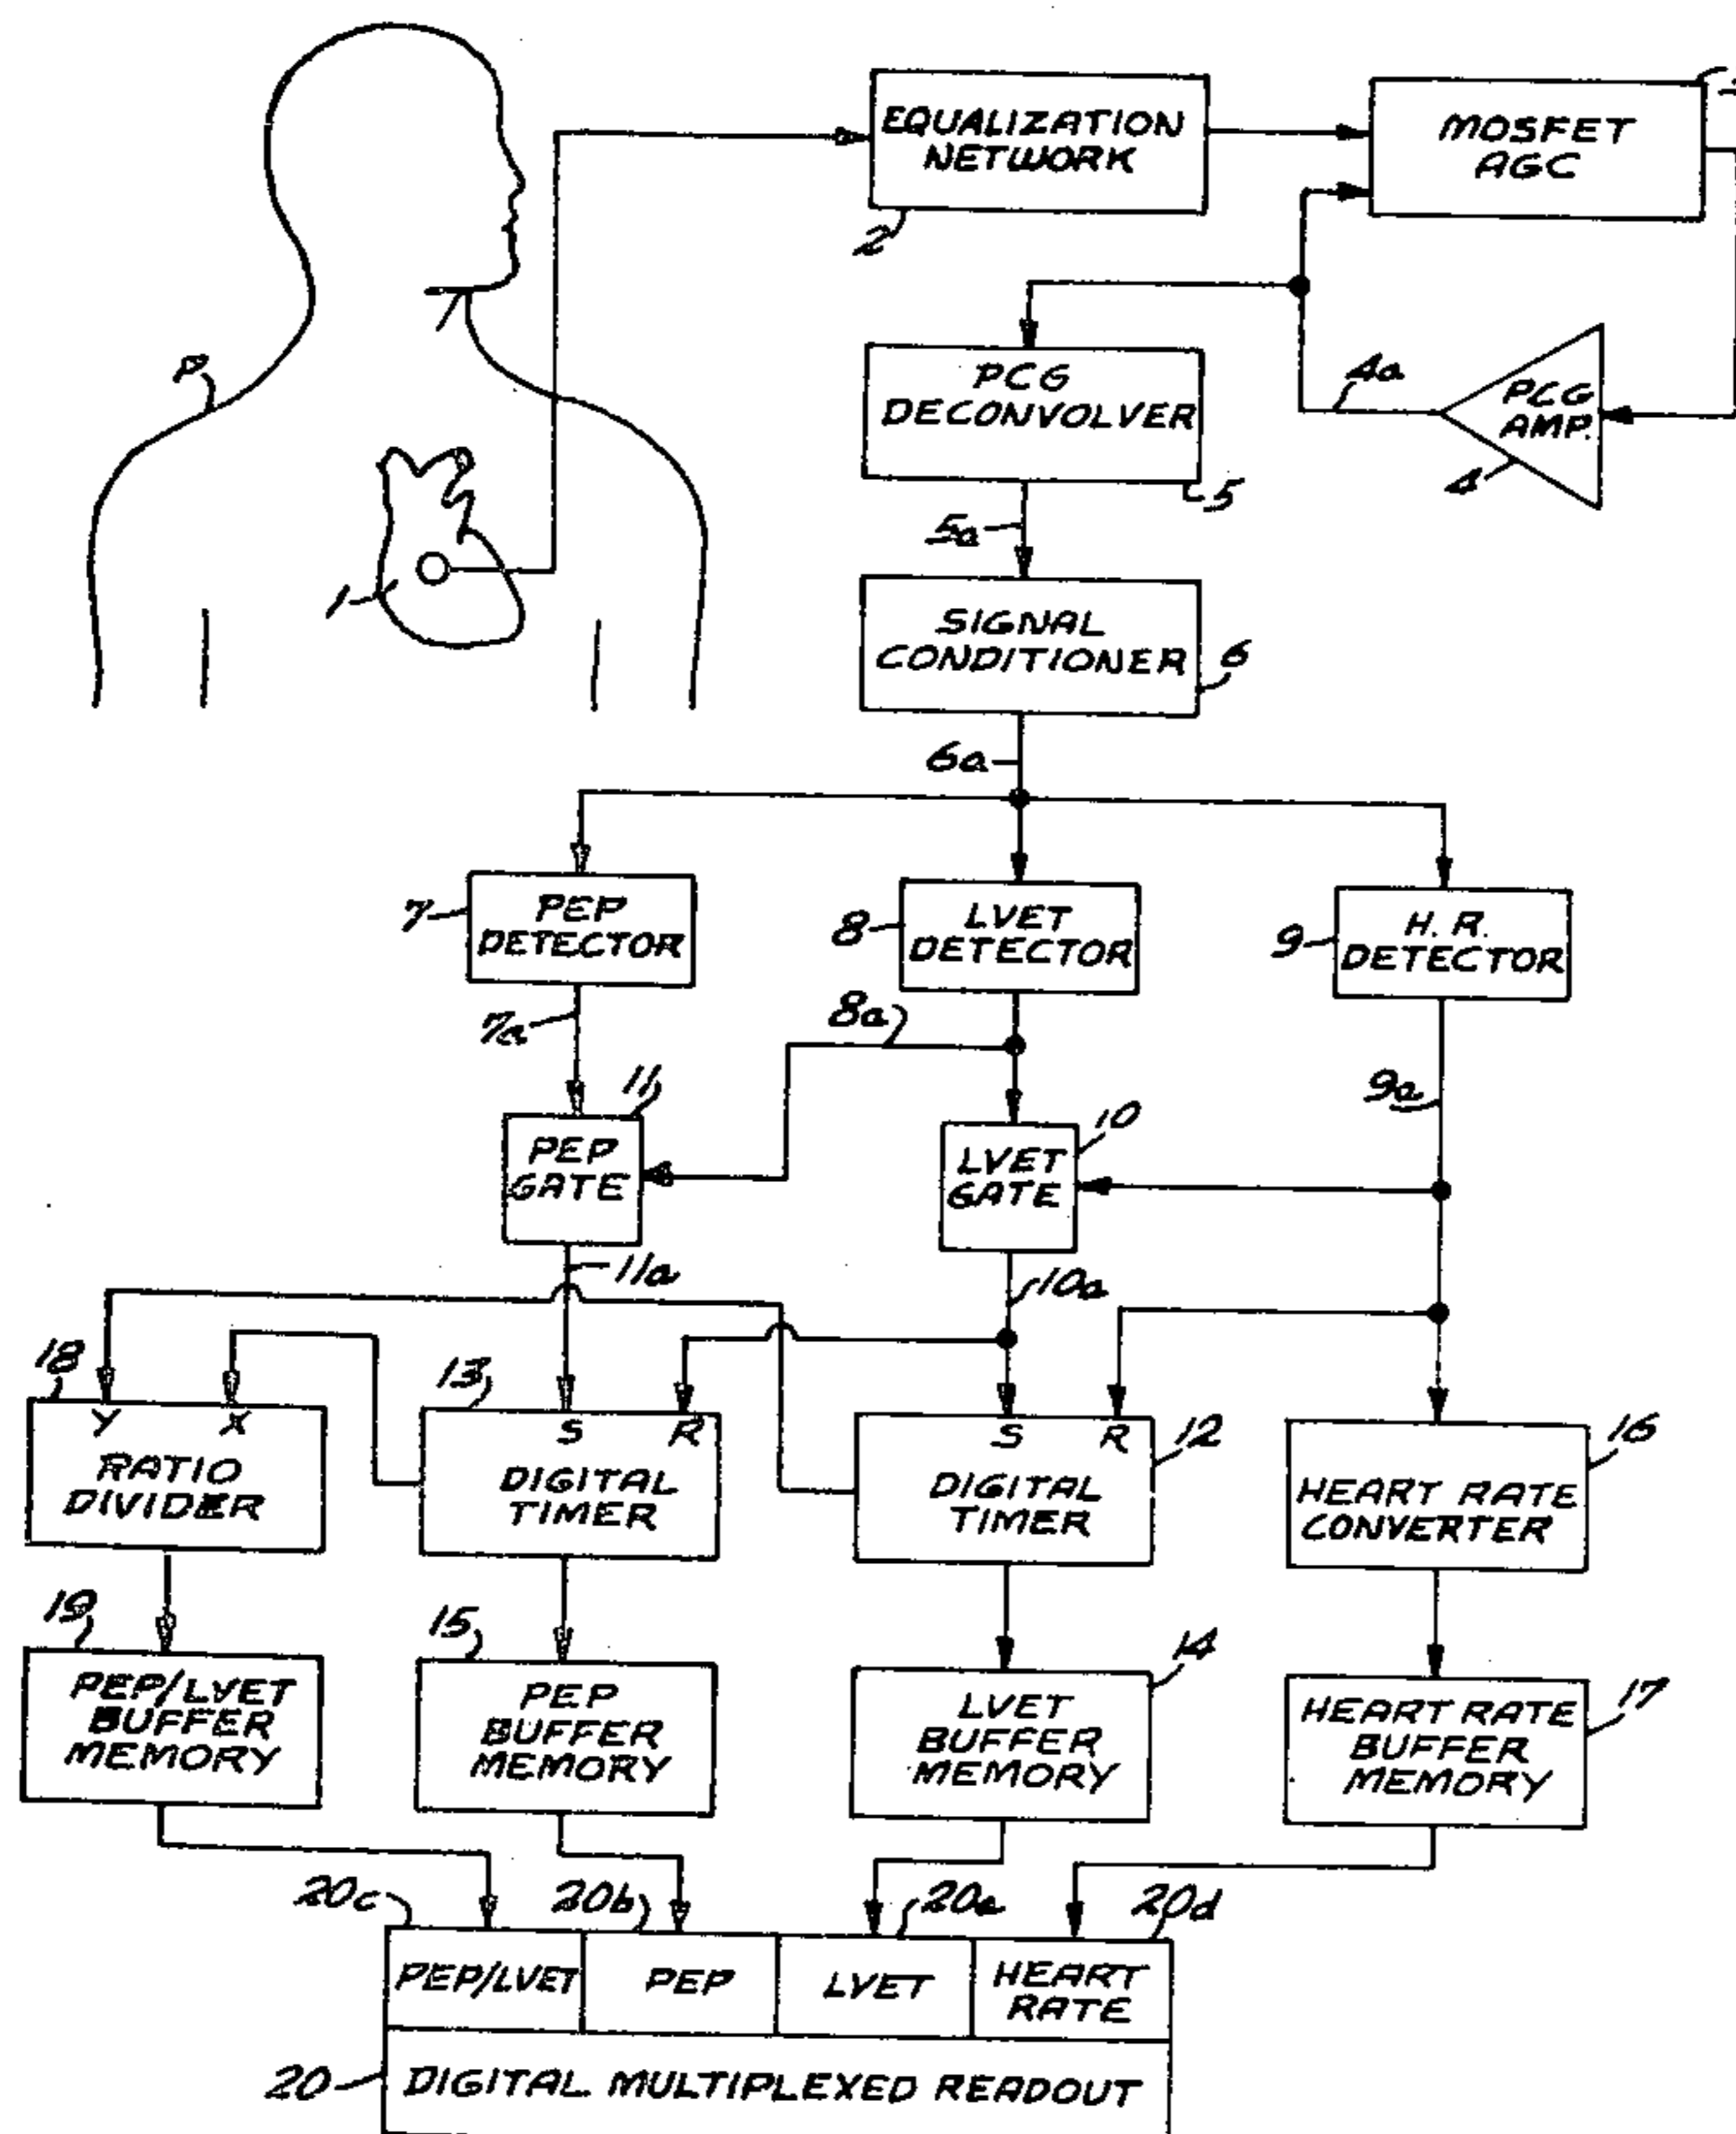 EQUALIZATION
NETWORK
2
MOSFET
AGC
PCG
DECONVOLVER
5
4a
PCG
AMP.
4
P
1
5a
SIGNAL
CONDITIONER
6
6a
7
PEP
DETECTOR
8
LVET
DETECTOR
9
H.R.
DETECTOR
7a
8a
9a
11
PEP
GATE
10
LVET
GATE
11a
10a
18
Y X
RATIO
DIVIDER
13
S R
DIGITAL
TIMER
12
S R
DIGITAL
TIMER
16
HEART RATE
CONVERTER
19
PEP/LVET
BUFFER
MEMORY
15
PEP
BUFFER
MEMORY
14
LVET
BUFFER
MEMORY
17
HEART RATE
BUFFER
MEMORY
20c
20b
20a
20d
PEP/LVET
PEP
LVET
HEART
RATE
20
DIGITAL MULTIPLEXED READOUT